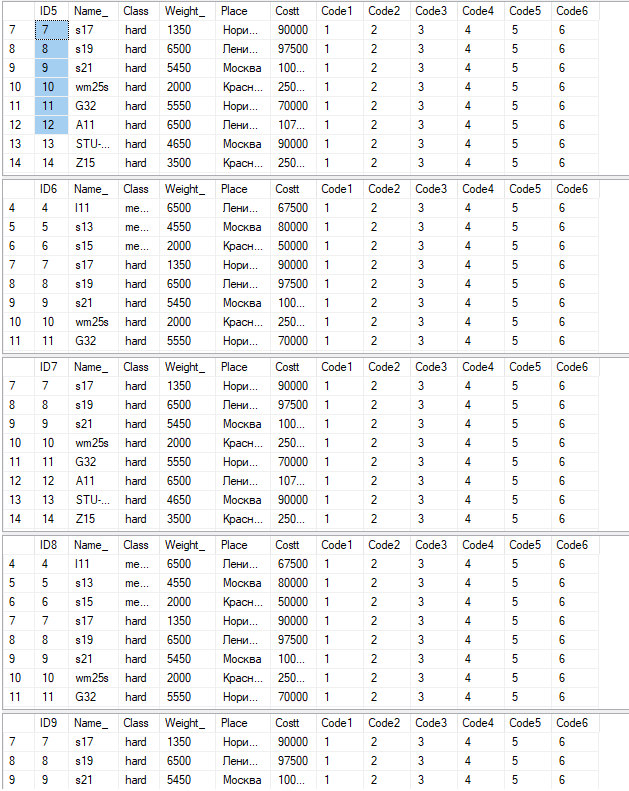 ID5 Name_ Class Weight_ Place Costt Code1 Code2 Code3 Code4 Code5 Code6
7 7 s17 hard 1350 Нори... 90000 1 2 3 4 5 6
8 8 s19 hard 6500 Лени... 97500 1 2 3 4 5 6
9 9 s21 hard 5450 Москва 100... 1 2 3 4 5 6
10 10 wm25s hard 2000 Красн... 250... 1 2 3 4 5 6
11 11 G32 hard 5550 Нори... 70000 1 2 3 4 5 6
12 12 A11 hard 6500 Лени... 107... 1 2 3 4 5 6
13 13 STU-... hard 4650 Москва 90000 1 2 3 4 5 6
14 14 Z15 hard 3500 Красн... 250... 1 2 3 4 5 6
ID6 Name_ Class Weight_ Place Costt Code1 Code2 Code3 Code4 Code5 Code6
4 4 l11 me... 6500 Лени... 67500 1 2 3 4 5 6
5 5 s13 me... 4550 Москва 80000 1 2 3 4 5 6
6 6 s15 me... 2000 Красн... 50000 1 2 3 4 5 6
7 7 s17 hard 1350 Нори... 90000 1 2 3 4 5 6
8 8 s19 hard 6500 Лени... 97500 1 2 3 4 5 6
9 9 s21 hard 5450 Москва 100... 1 2 3 4 5 6
10 10 wm25s hard 2000 Красн... 250... 1 2 3 4 5 6
11 11 G32 hard 5550 Нори... 70000 1 2 3 4 5 6
ID7 Name_ Class Weight_ Place Costt Code1 Code2 Code3 Code4 Code5 Code6
7 7 s17 hard 1350 Нори... 90000 1 2 3 4 5 6
8 8 s19 hard 6500 Лени... 97500 1 2 3 4 5 6
9 9 s21 hard 5450 Москва 100... 1 2 3 4 5 6
10 10 wm25s hard 2000 Красн... 250... 1 2 3 4 5 6
11 11 G32 hard 5550 Нори... 70000 1 2 3 4 5 6
12 12 A11 hard 6500 Лени... 107... 1 2 3 4 5 6
13 13 STU-... hard 4650 Москва 90000 1 2 3 4 5 6
14 14 Z15 hard 3500 Красн... 250... 1 2 3 4 5 6
ID8 Name_ Class Weight_ Place Costt Code1 Code2 Code3 Code4 Code5 Code6
4 4 l11 me... 6500 Лени... 67500 1 2 3 4 5 6
5 5 s13 me... 4550 Москва 80000 1 2 3 4 5 6
6 6 s15 me... 2000 Красн... 50000 1 2 3 4 5 6
7 7 s17 hard 1350 Нори... 90000 1 2 3 4 5 6
8 8 s19 hard 6500 Лени... 97500 1 2 3 4 5 6
9 9 s21 hard 5450 Москва 100... 1 2 3 4 5 6
10 10 wm25s hard 2000 Красн... 250... 1 2 3 4 5 6
11 11 G32 hard 5550 Нори... 70000 1 2 3 4 5 6
ID9 Name_ Class Weight_ Place Costt Code1 Code2 Code3 Code4 Code5 Code6
7 7 s17 hard 1350 Нори... 90000 1 2 3 4 5 6
8 8 s19 hard 6500 Лени... 97500 1 2 3 4 5 6
9 9 s21 hard 5450 Москва 100... 1 2 3 4 5 6